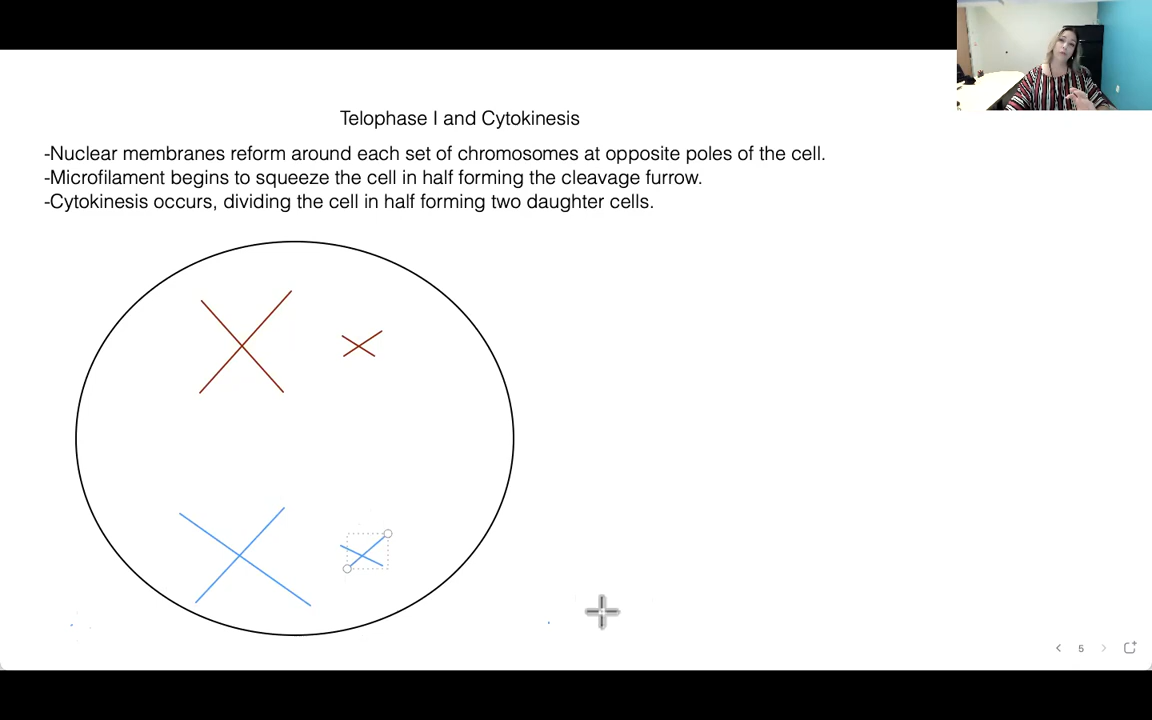 Telophase I and Cytokinesis
-Nuclear membranes reform around each set of chromosomes at opposite poles of the cell.
-Microfilament begins to squeeze the cell in half forming the cleavage furrow.
-Cytokinesis occurs, dividing the cell in half forming two daughter cells.
5